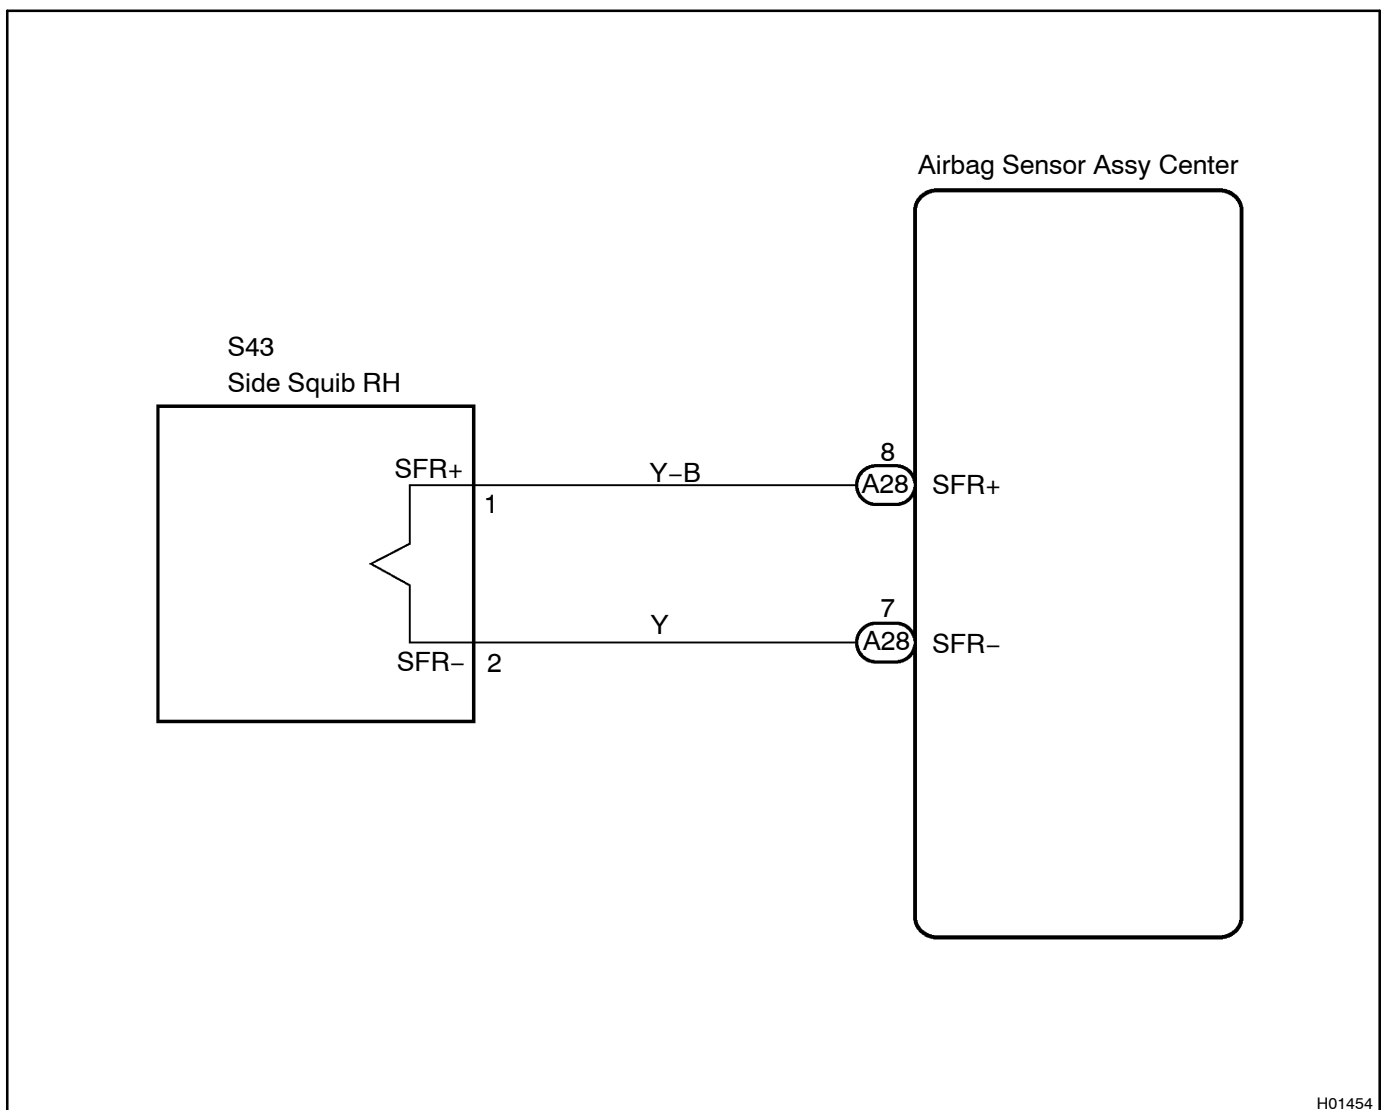 Airbag Sensor Assy Center
S43
Side Squib RH
SFR+
1
Y−B
8
A28
SFR+
SFR−
2
Y
7
A28
SFR−
H01454